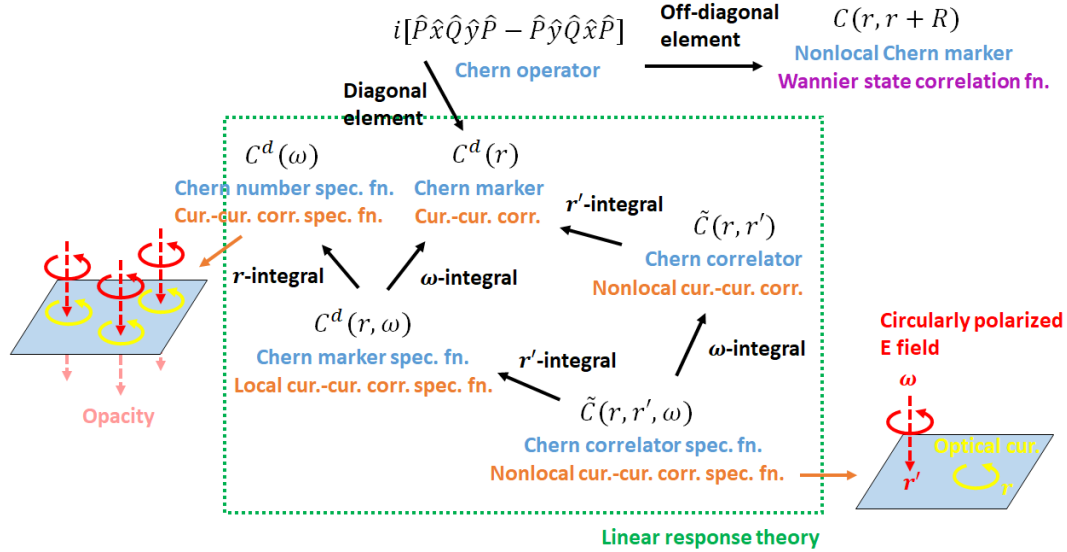 i[P̂x̂Q̂ŷP̂ − P̂ŷQ̂x̂P̂]
Chern operator
Off-diagonal
element
C(r, r + R)
Nonlocal Chern marker
Wannier state correlation fn.
Diagonal
element
C^d(ω)
Chern number spec. fn.
Cur.-cur. corr. spec. fn.
C^d(r)
Chern marker
Cur.-cur. corr.
r′-integral
C̃(r, r′)
Chern correlator
Nonlocal cur.-cur. corr.
r-integral
ω-integral
C^d(r, ω)
Chern marker spec. fn.
Local cur.-cur. corr. spec. fn.
r′-integral
ω-integral
C̃(r, r′, ω)
Chern correlator spec. fn.
Nonlocal cur.-cur. corr. spec. fn.
Opacity
Circularly polarized
E field
ω
Optical cur.
r′
r
Linear response theory